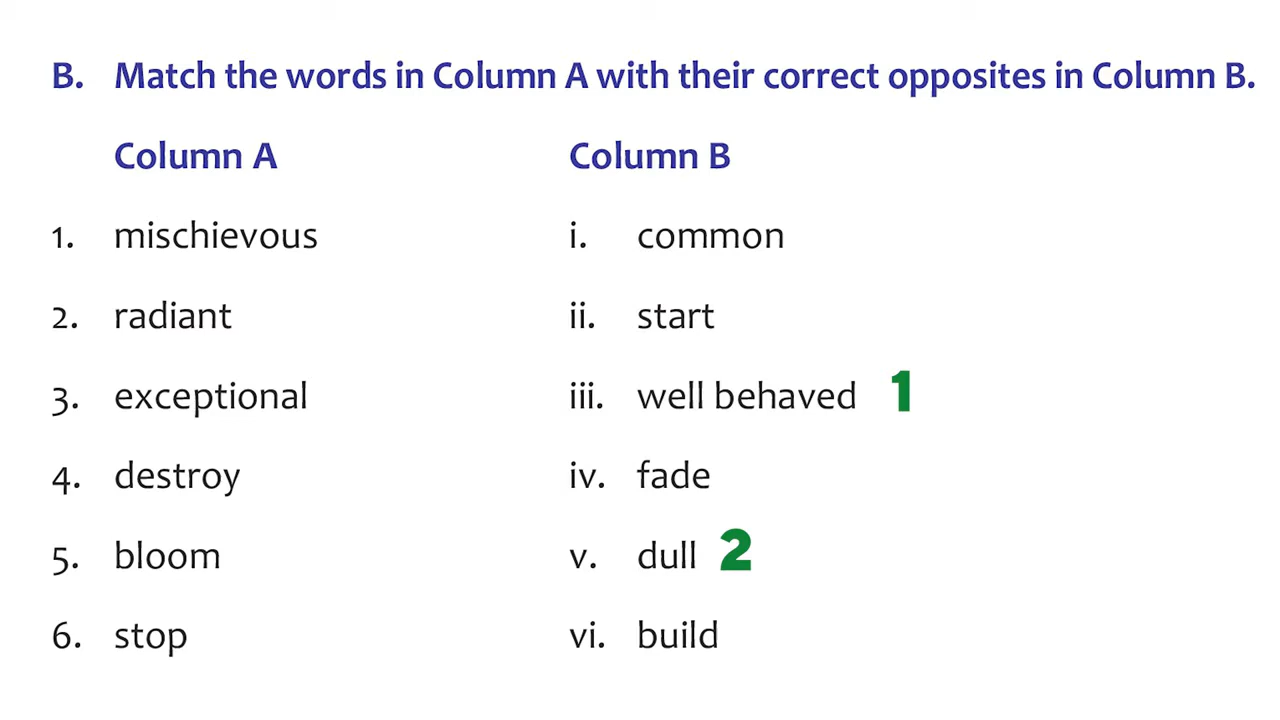 B. Match the words in Column A with their correct opposites in Column B.
Column A Column B
1. mischievous i. common
2. radiant ii. start
3. exceptional iii. well behaved 1
4. destroy iv. fade
5. bloom v. dull 2
6. stop vi. build